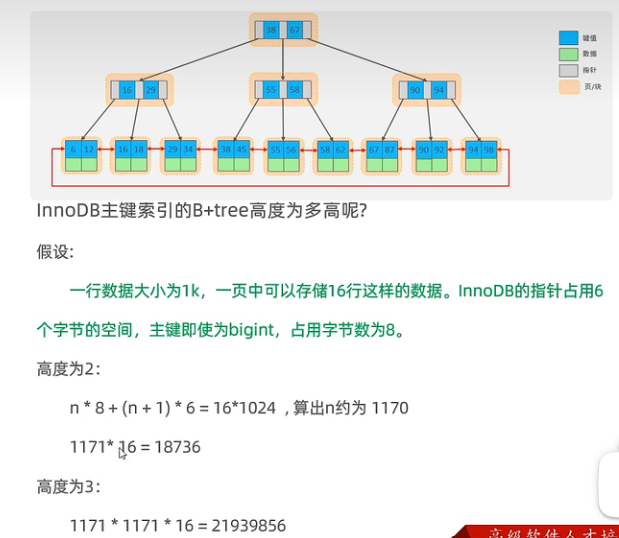 38 67
键值
数据
指针
页/块
16 29
55 58
90 94
6 12 16 18 29 34 38 45 55 56 58 62 67 87 90 92 94 98
InnoDB主键索引的B+tree高度为多高呢?
假设:
一行数据大小为1k，一页中可以存储16行这样的数据。InnoDB的指针占用6
个字节的空间，主键即使为bigint，占用字节数为8。
高度为2:
n * 8 + (n + 1) * 6 = 16*1024 , 算出n约为 1170
1171* 16 = 18736
高度为3:
1171 * 1171 * 16 = 21939856
高级软件人才培